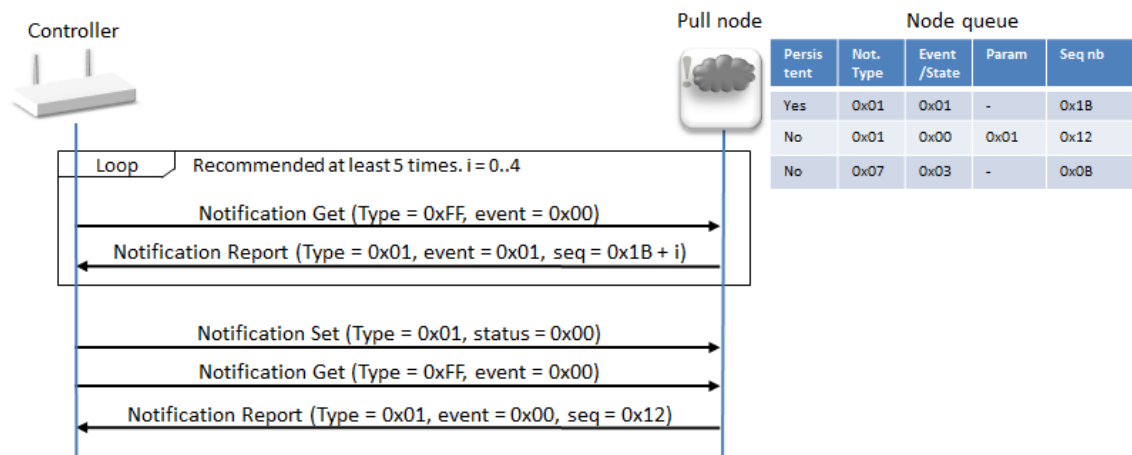 Controller
Pull node
Node queue
Persis tent Not. Type Event /State Param Seq nb
Yes 0x01 0x01 - 0x1B
No 0x01 0x00 0x01 0x12
No 0x07 0x03 - 0x0B
Loop Recommended at least 5 times. i = 0..4
Notification Get (Type = 0xFF, event = 0x00)
Notification Report (Type = 0x01, event = 0x01, seq = 0x1B + i)
Notification Set (Type = 0x01, status = 0x00)
Notification Get (Type = 0xFF, event = 0x00)
Notification Report (Type = 0x01, event = 0x00, seq = 0x12)